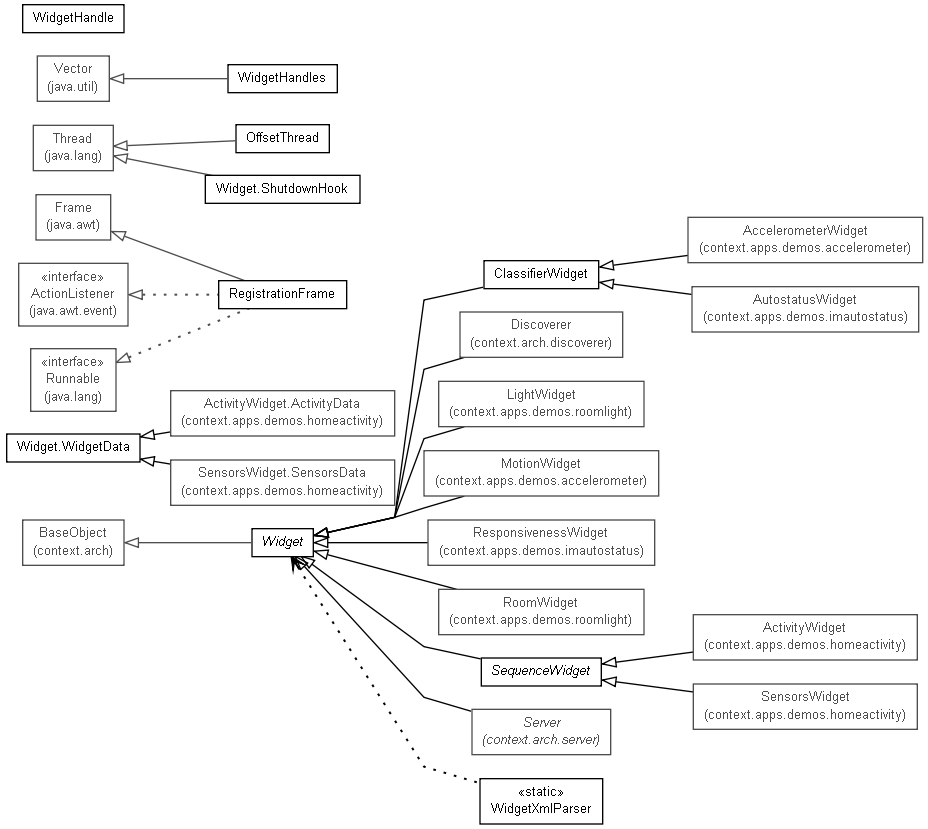 WidgetHandle
Vector
(java.util)
WidgetHandles
Thread
(java.lang)
OffsetThread
Widget.ShutdownHook
Frame
(java.awt)
«interface»
ActionListener
(java.awt.event)
RegistrationFrame
«interface»
Runnable
(java.lang)
AccelerometerWidget
(context.apps.demos.accelerometer)
ClassifierWidget
AutostatusWidget
(context.apps.demos.imautostatus)
Discoverer
(context.arch.discoverer)
LightWidget
(context.apps.demos.roomlight)
ActivityWidget.ActivityData
(context.apps.demos.homeactivity)
Widget.WidgetData
SensorsWidget.SensorsData
(context.apps.demos.homeactivity)
MotionWidget
(context.apps.demos.accelerometer)
BaseObject
(context.arch)
Widget
ResponsivenessWidget
(context.apps.demos.imautostatus)
RoomWidget
(context.apps.demos.roomlight)
ActivityWidget
(context.apps.demos.homeactivity)
SequenceWidget
SensorsWidget
(context.apps.demos.homeactivity)
Server
(context.arch.server)
«static»
WidgetXmlParser